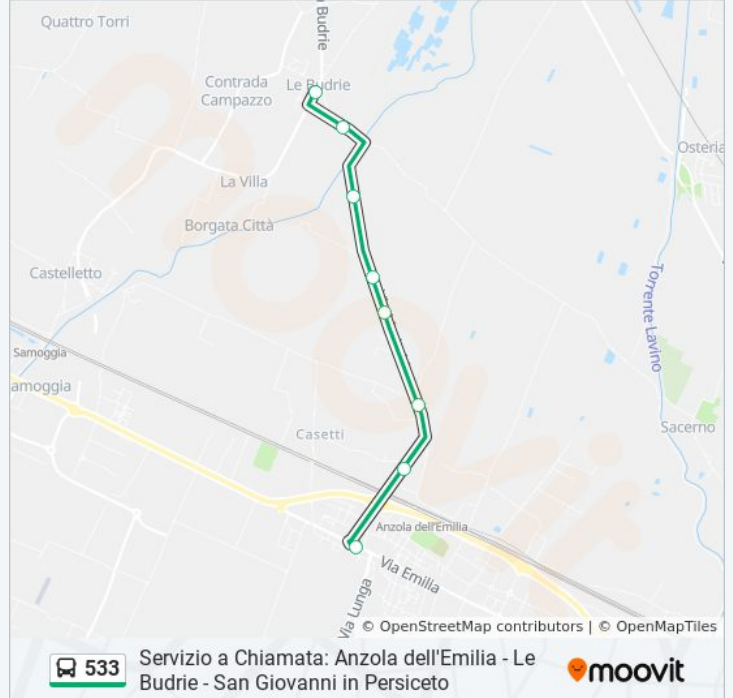 Quattro Torri
a Budrie
Contrada
Campazzo
Le Budrie
Osteria
La Villa
Borgata Città
Castelletto
Torrente Lavino
Samoggia
amoggia
Casetti
Sacerno
Anzola dell'Emilia
Via Emilia
Via Lunga
moovit
© OpenStreetMap contributors | © OpenMapTiles
533
Servizio a Chiamata: Anzola dell'Emilia - Le
Budrie - San Giovanni in Persiceto
moovit